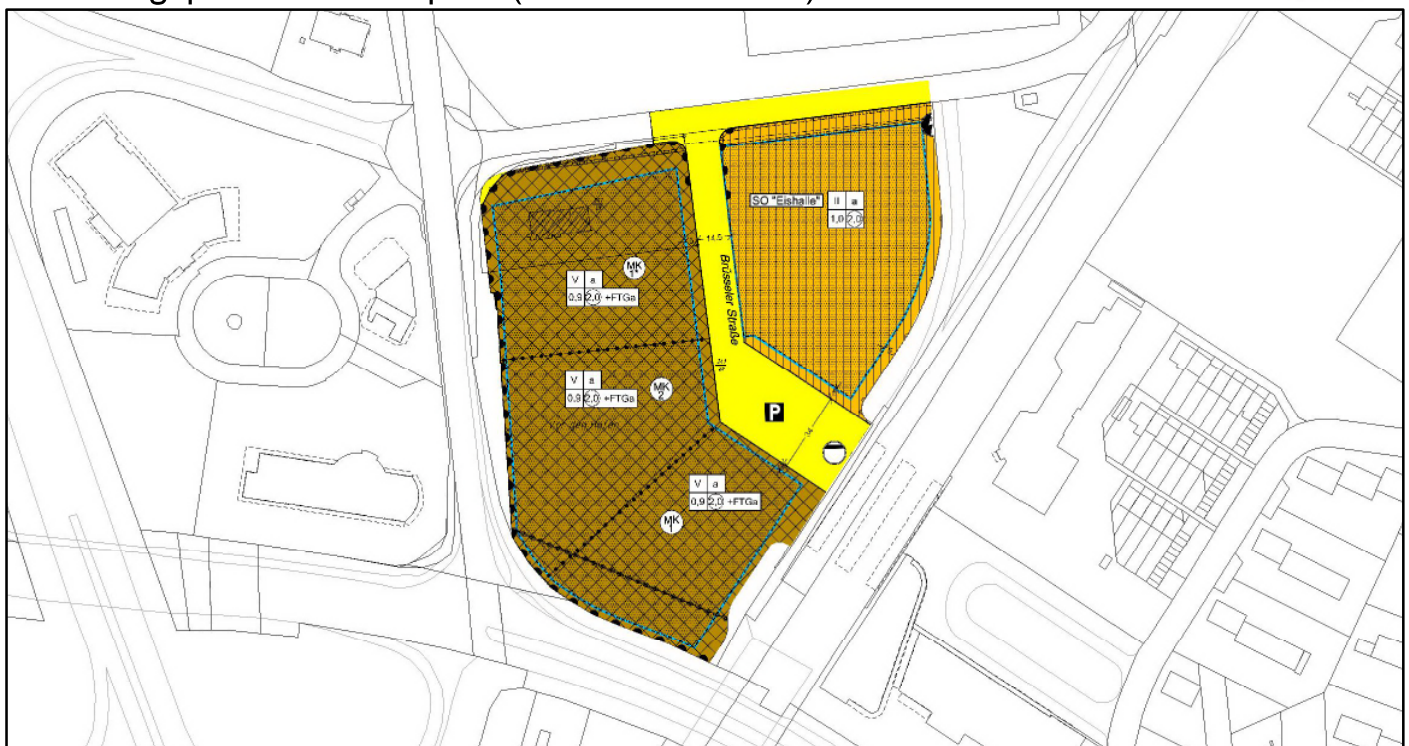 SO "Eishalle"
II a
1,0 2,0
14,5
Brüsseler Straße
MK
1*
V a
0,9 2,0 +FTGa
V a
0,9 2,0 +FTGa
MK
2
P
34
V a
0,9 2,0 +FTGa
MK
1